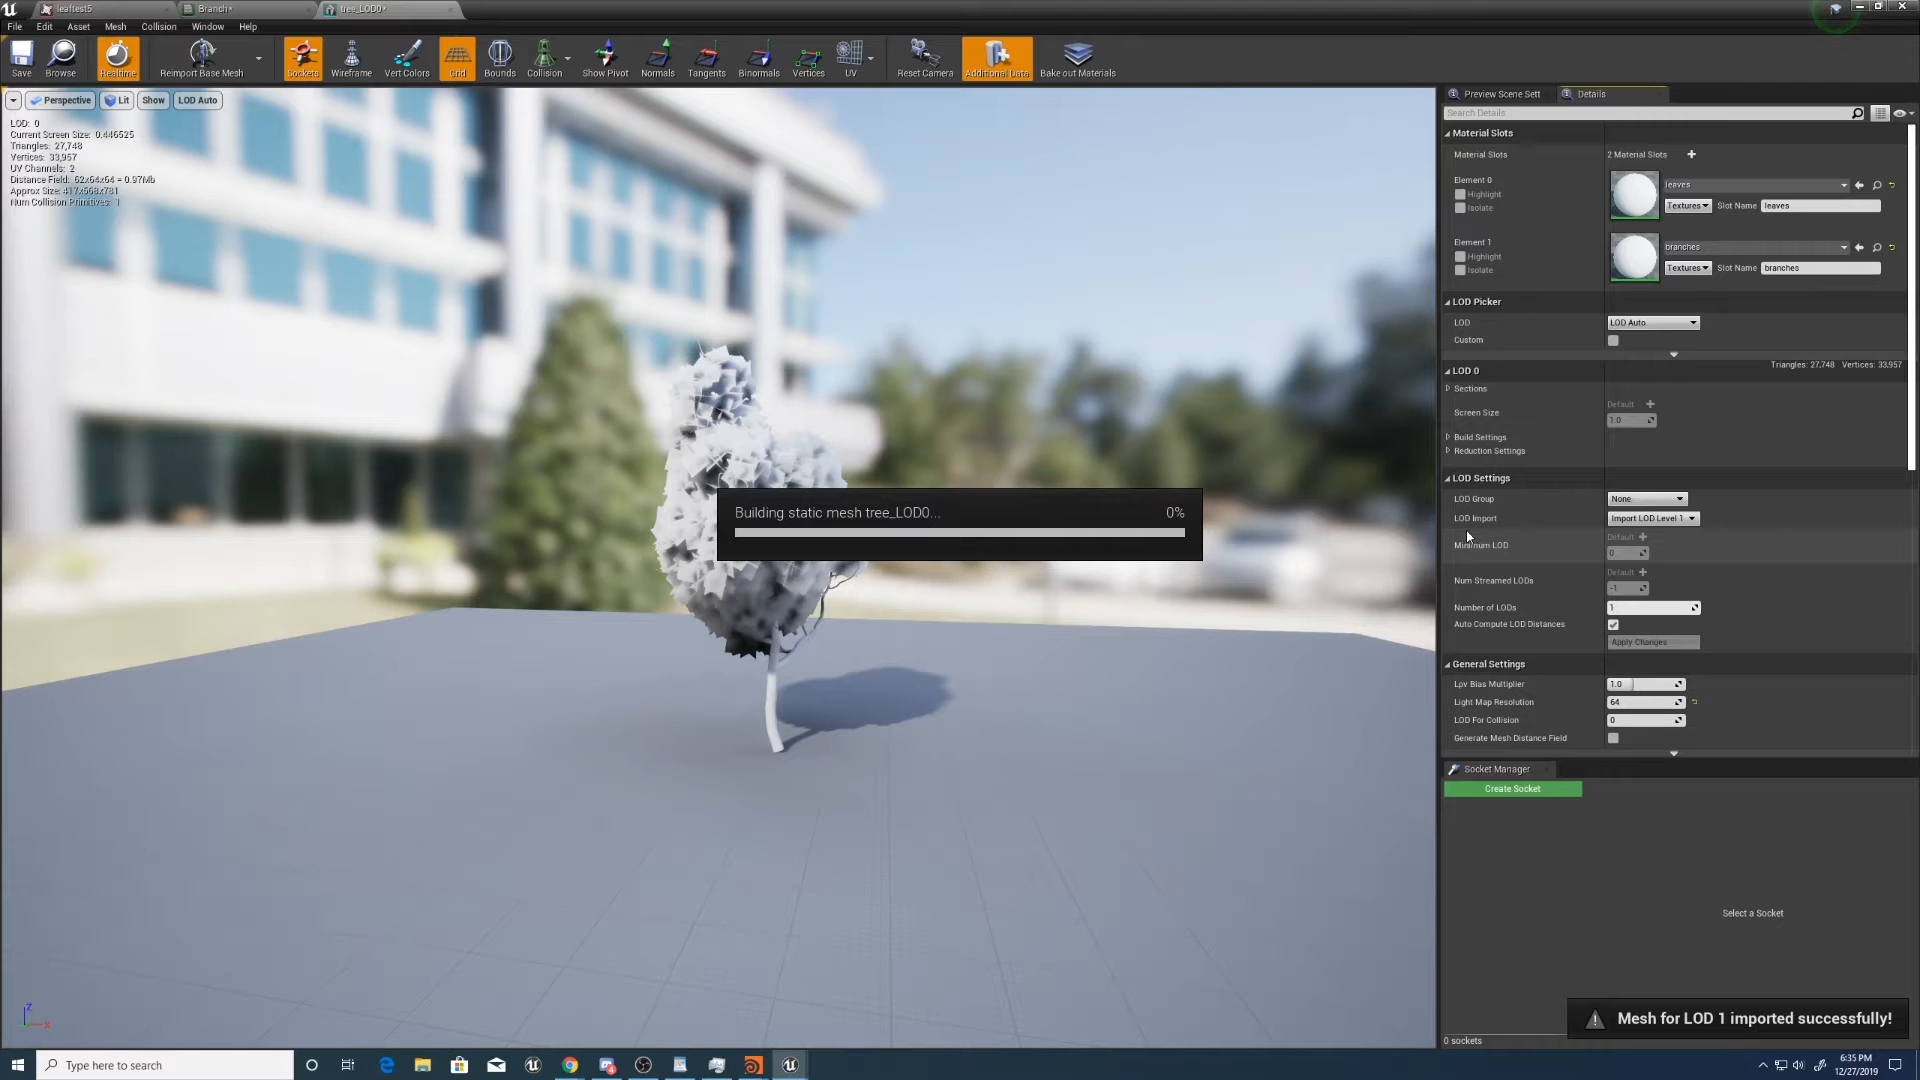 leaftest5
Branch*
tree_LOD0*
File Edit Asset Mesh Collision Window Help
Save Browse Realtime Reimport Base Mesh Sockets Wireframe Vert Colors Grid Bounds Collision Show Pivot Normals Tangents Binormals Vertices UV Reset Camera Additional Data Bake out Materials
Perspective Lit Show LOD Auto
LOD: 0
Current Screen Size: 0.446525
Triangles: 27,748
Vertices: 33,957
UV Channels: 2
Distance Field: 62x64x64 = 0.97Mb
Approx Size: 417x568x781
Num Collision Primitives: 1
Building static mesh tree_LOD0... 0%
Preview Scene Sett Details
Search Details
Material Slots
Material Slots 2 Material Slots
Element 0
Highlight
Isolate
leaves
Textures Slot Name leaves
Element 1
Highlight
Isolate
branches
Textures Slot Name branches
LOD Picker
LOD LOD Auto
Custom
LOD 0 Triangles: 27,748 Vertices: 33,957
Sections
Screen Size Default
1.0
Build Settings
Reduction Settings
LOD Settings
LOD Group None
LOD Import Import LOD Level 1
Minimum LOD Default
0
Num Streamed LODs Default
-1
Number of LODs 1
Auto Compute LOD Distances
Apply Changes
General Settings
Lpv Bias Multiplier 1.0
Light Map Resolution 64
LOD For Collision 0
Generate Mesh Distance Field
Socket Manager
Create Socket
Select a Socket
0 sockets
Mesh for LOD 1 imported successfully!
Z
X
Type here to search
6:35 PM
12/27/2019